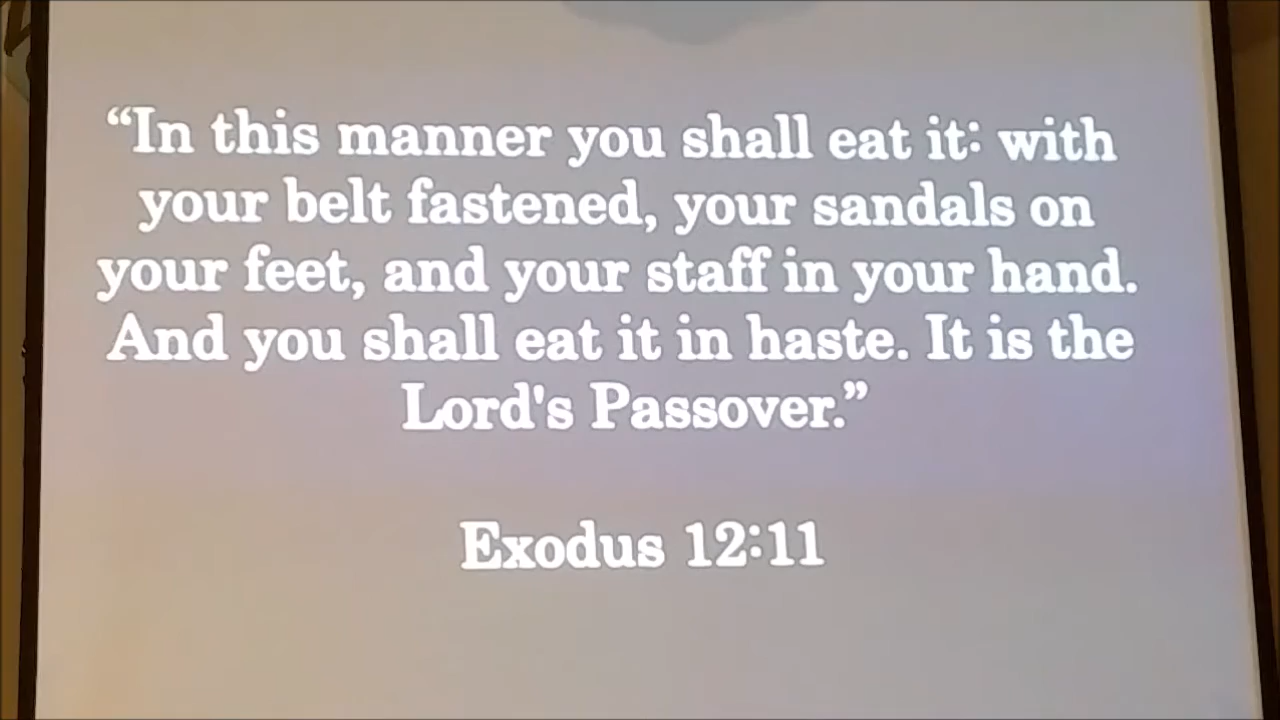 “In this manner you shall eat it: with
your belt fastened, your sandals on
your feet, and your staff in your hand.
And you shall eat it in haste. It is the
Lord's Passover.”
Exodus 12:11